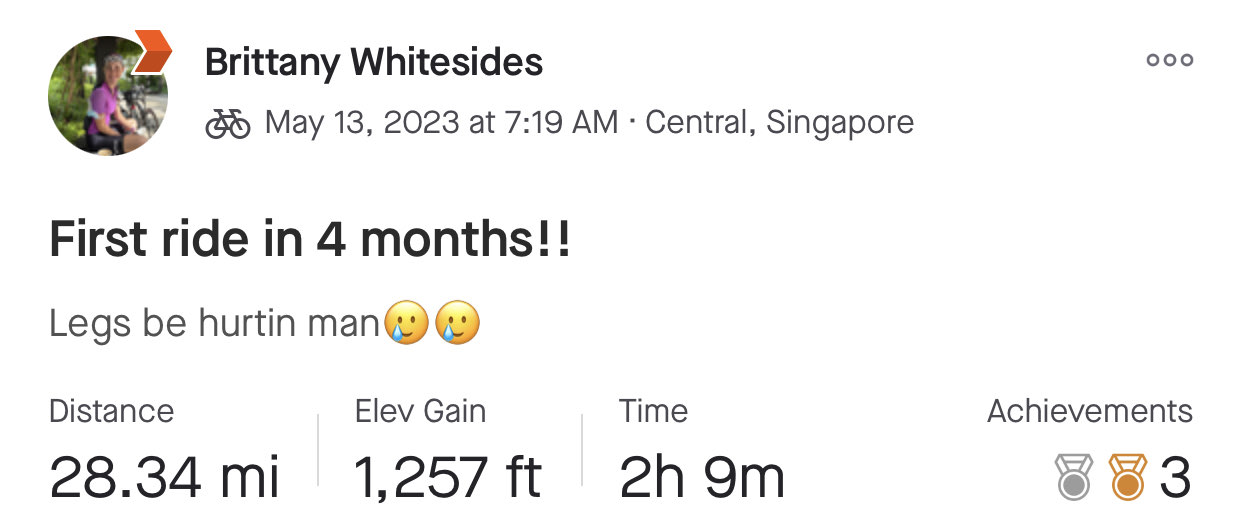 Brittany Whitesides
May 13, 2023 at 7:19 AM · Central, Singapore
First ride in 4 months!!
Legs be hurtin man🥲🥲
Distance Elev Gain Time Achievements
28.34 mi 1,257 ft 2h 9m 3